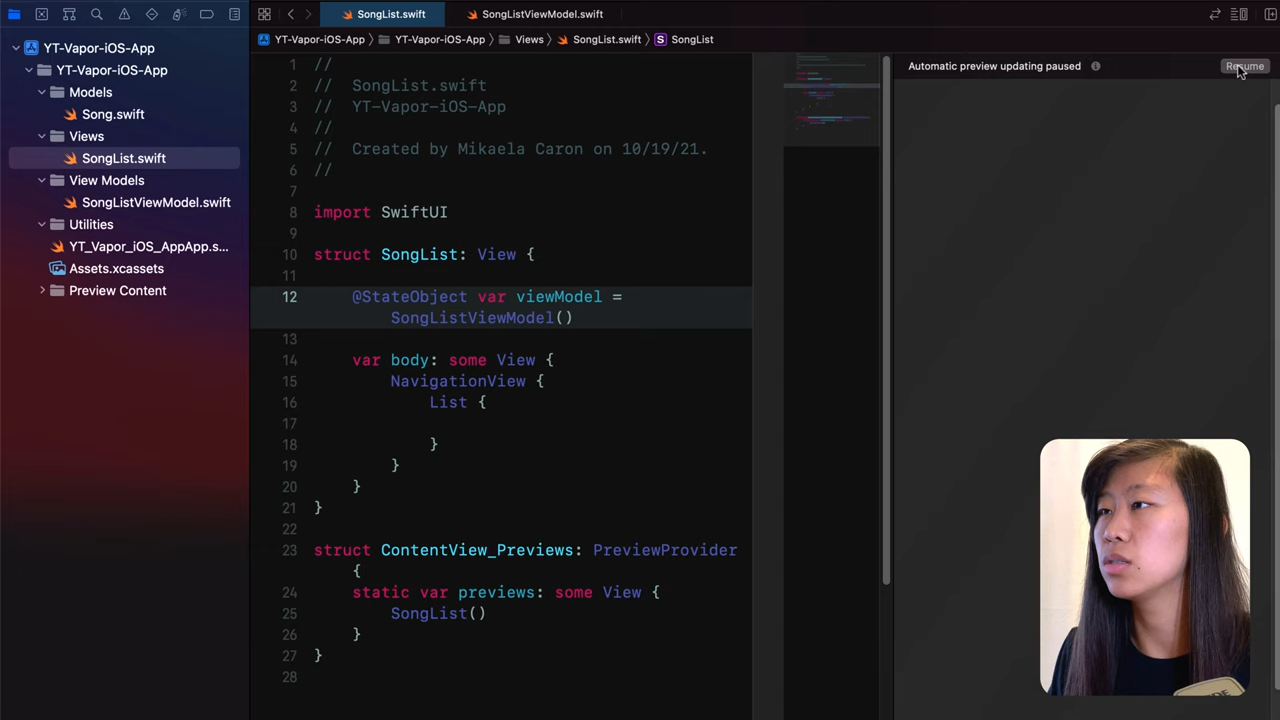 SongList.swift
SongListViewModel.swift
YT-Vapor-iOS-App
YT-Vapor-iOS-App
Models
Song.swift
Views
SongList.swift
View Models
SongListViewModel.swift
Utilities
YT_Vapor_iOS_AppApp.s...
Assets.xcassets
Preview Content
YT-Vapor-iOS-App
YT-Vapor-iOS-App
Views
SongList.swift
S SongList
1 //
2 // SongList.swift
3 // YT-Vapor-iOS-App
4 //
5 // Created by Mikaela Caron on 10/19/21.
6 //
7
8 import SwiftUI
9
10 struct SongList: View {
11
12 @StateObject var viewModel =
SongListViewModel()
13
14 var body: some View {
15 NavigationView {
16 List {
17
18 }
19 }
20 }
21 }
22
23 struct ContentView_Previews: PreviewProvider
{
24 static var previews: some View {
25 SongList()
26 }
27 }
28
Automatic preview updating paused
Resume